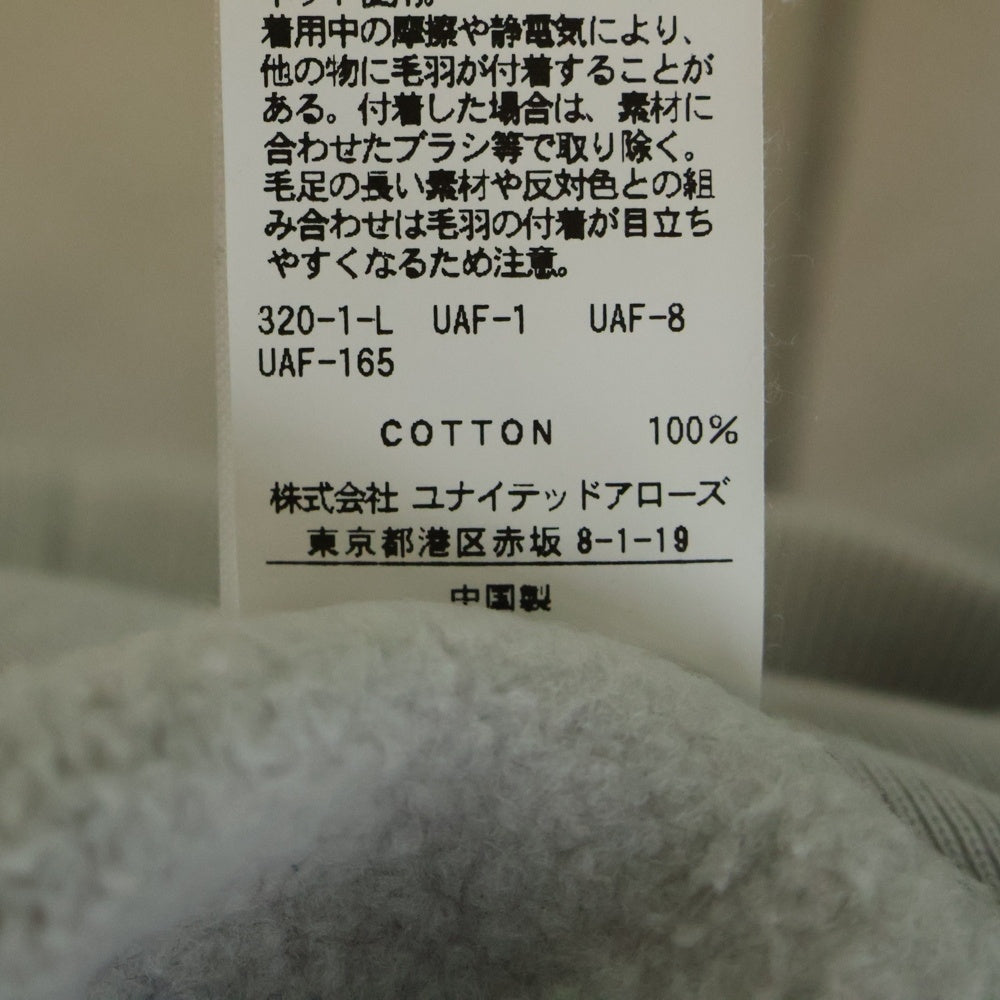 着用中の摩擦や静電気により、
他の物に毛羽が付着することが
ある。付着した場合は、素材に
合わせたブラシ等で取り除く。
毛足の長い素材や反対色との組
み合わせは毛羽の付着が目立ち
やすくなるため注意。
320-1-L UAF-1 UAF-8
UAF-165
COTTON 100%
株式会社 ユナイテッドアローズ
東京都港区赤坂 8-1-19
中国製